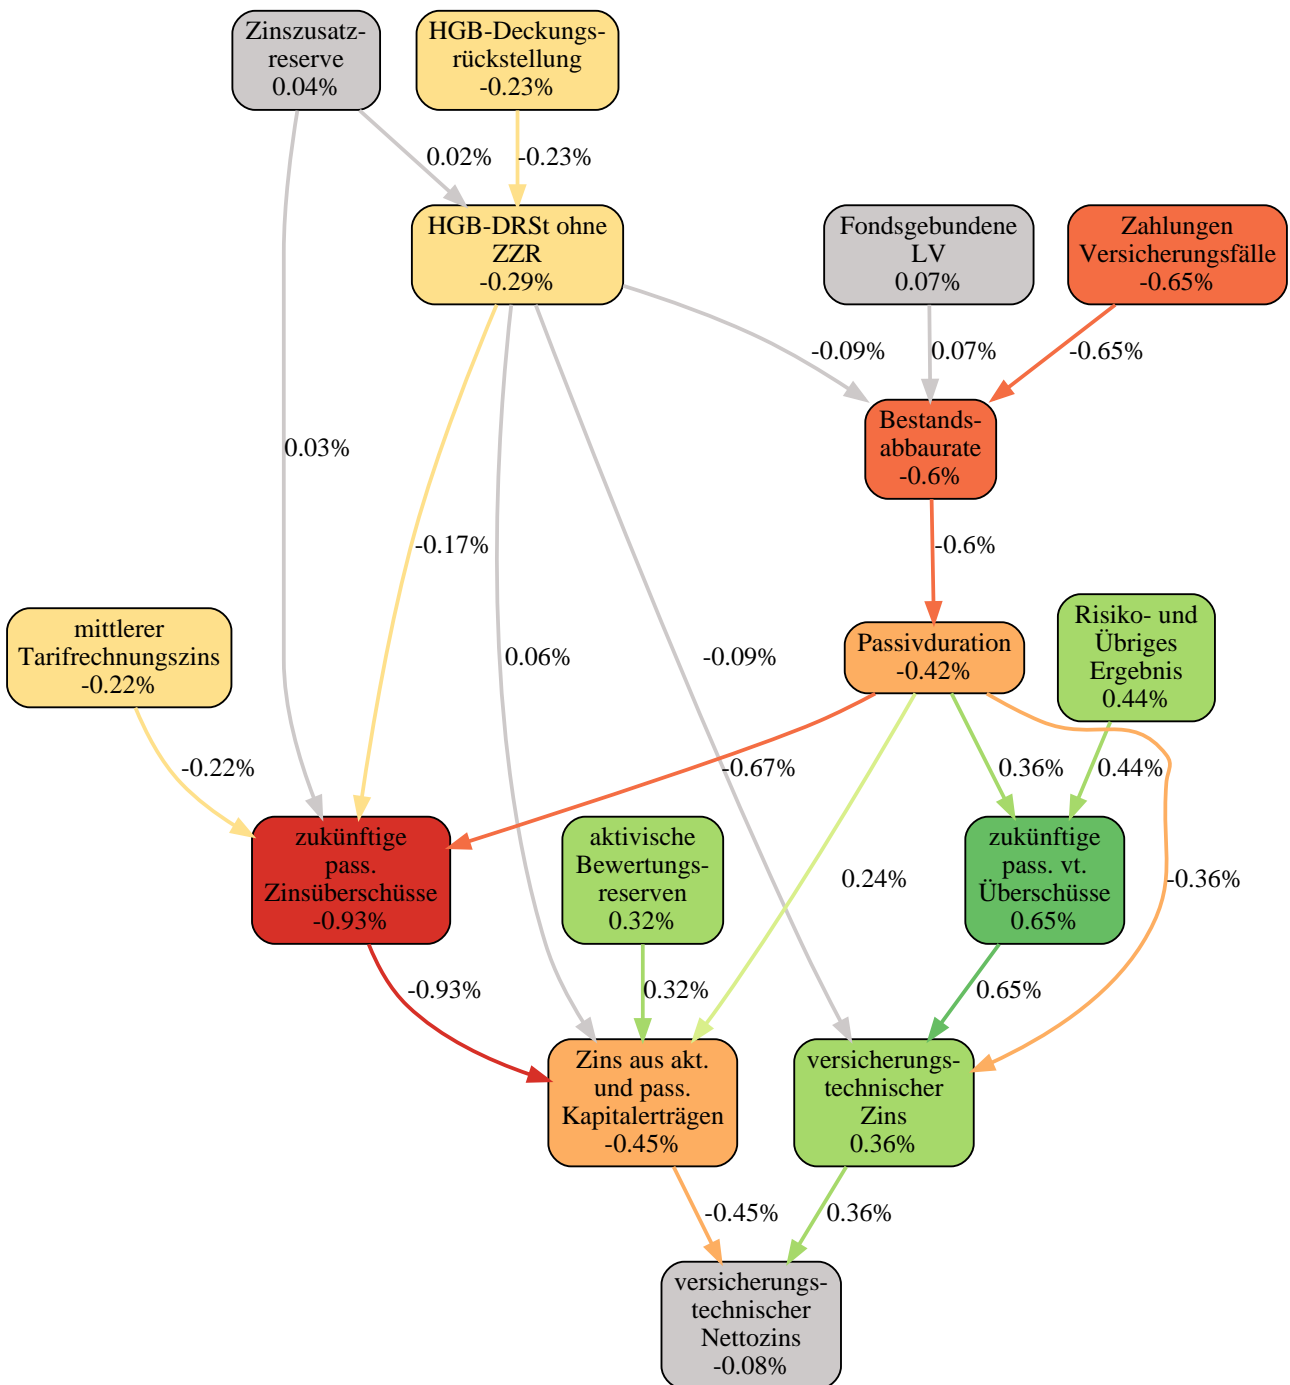 Zinszusatz-
reserve
0.04%
HGB-Deckungs-
rückstellung
-0.23%
0.02%
-0.23%
HGB-DRSt ohne
ZZR
-0.29%
Fondsgebundene
LV
0.07%
Zahlungen
Versicherungsfälle
-0.65%
-0.09%
0.07%
-0.65%
0.03%
Bestands-
abbaurate
-0.6%
-0.17%
-0.6%
mittlerer
Tarifrechnungszins
-0.22%
0.06%
-0.09%
Passivduration
-0.42%
Risiko- und
Übriges
Ergebnis
0.44%
-0.22%
-0.67%
0.36%
0.44%
zukünftige
pass.
Zinsüberschüsse
-0.93%
aktivische
Bewertungs-
reserven
0.32%
0.24%
zukünftige
pass. vt.
Überschüsse
0.65%
-0.36%
-0.93%
0.32%
0.65%
Zins aus akt.
und pass.
Kapitalerträgen
-0.45%
versicherungs-
technischer
Zins
0.36%
-0.45%
0.36%
versicherungs-
technischer
Nettozins
-0.08%